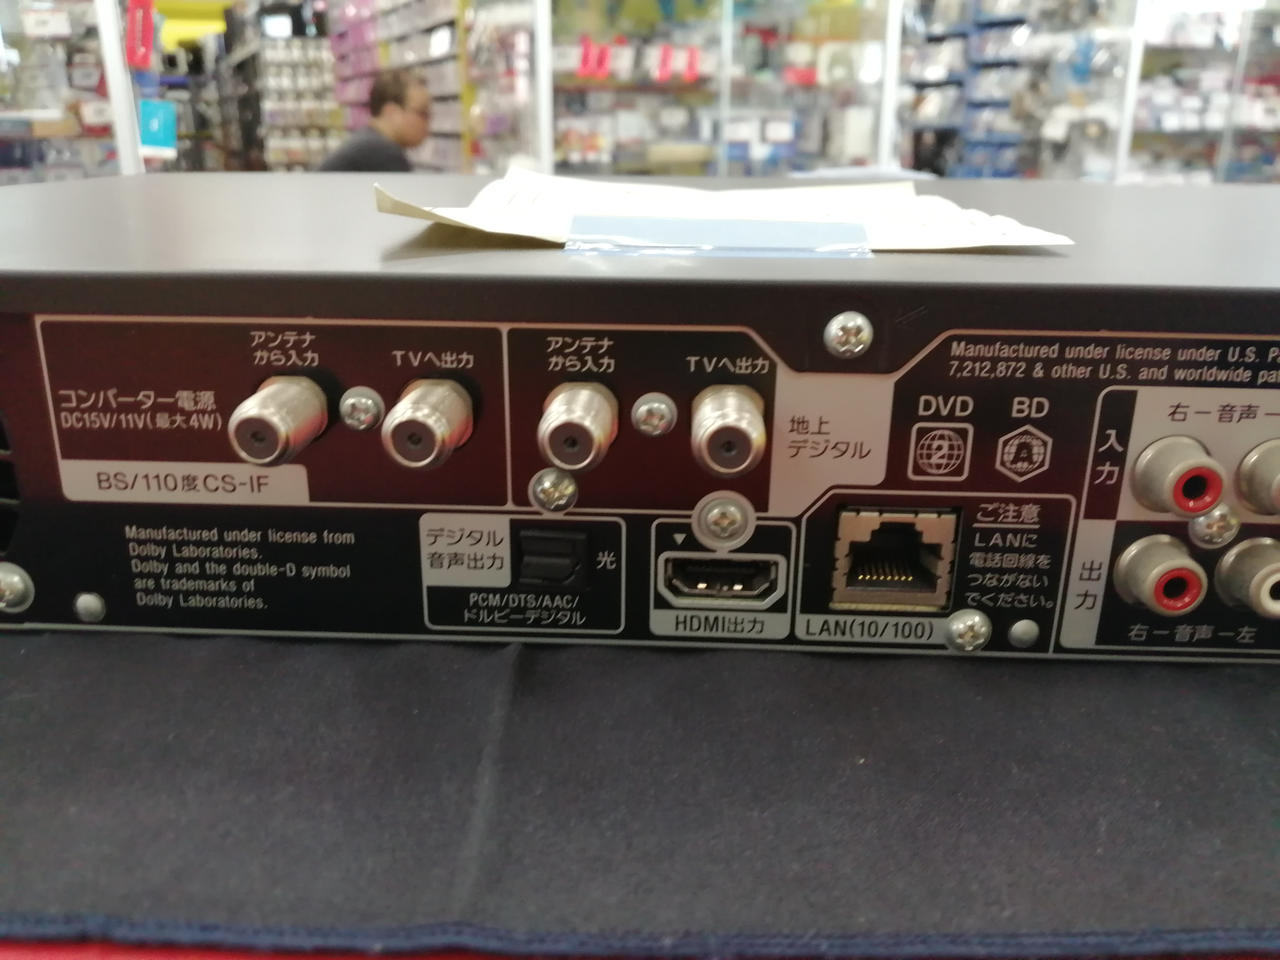 アンテナ
から入力
TVへ出力
コンバーター電源
DC15V/11V(最大4W)
BS/110度CS-IF
アンテナ
から入力
TVへ出力
地上
デジタル
Manufactured under license under U.S.
7,212,872 & other U.S. and worldwide
DVD
2
BD
入力
右ー音声ー
Manufactured under license from
Dolby Laboratories.
Dolby and the double-D symbol
are trademarks of
Dolby Laboratories.
デジタル
音声出力
光
PCM/DTS/AAC/
ドルビーデジタル
HDMI出力
LAN(10/100)
ご注意
LANに
電話回線を
つながない
でください。
出力
右ー音声ー左